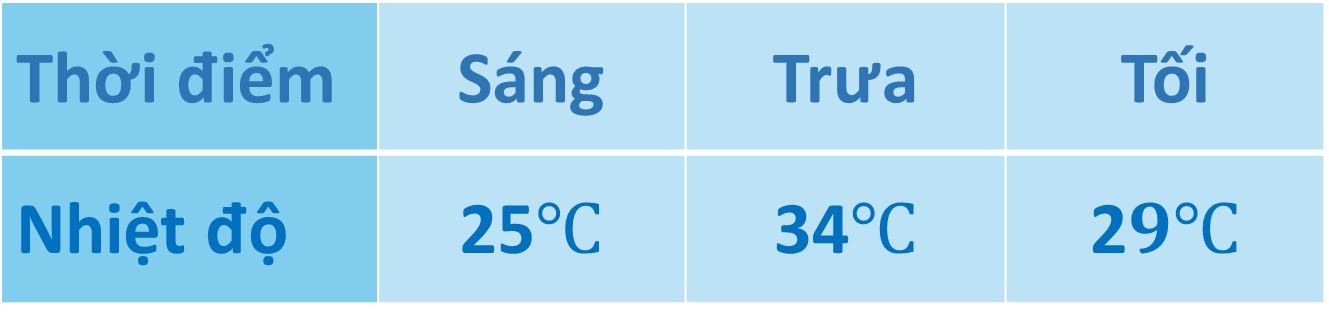 Thời điểm Sáng Trưa Tối
Nhiệt độ 25℃ 34℃ 29℃